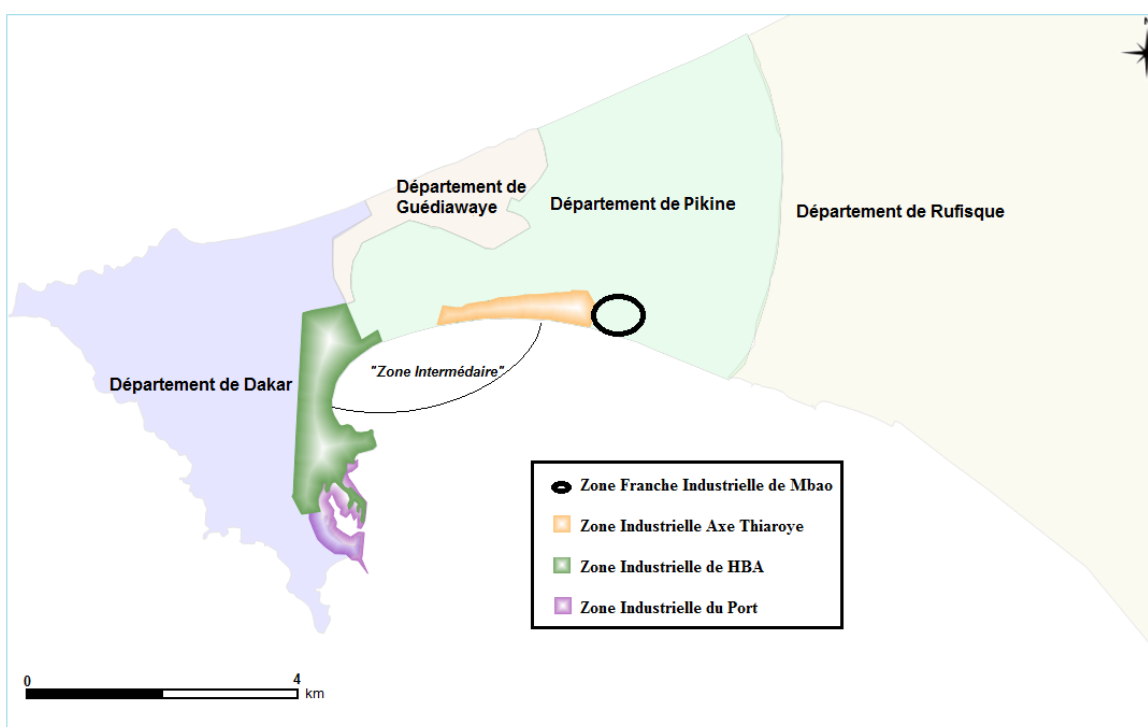 N
Département de
Guédiawaye
Département de Pikine
Département de Rufisque
Département de Dakar
"Zone Intermédaire"
Zone Franche Industrielle de Mbao
Zone Industrielle Axe Thiaroye
Zone Industrielle de HBA
Zone Industrielle du Port
0 4
km